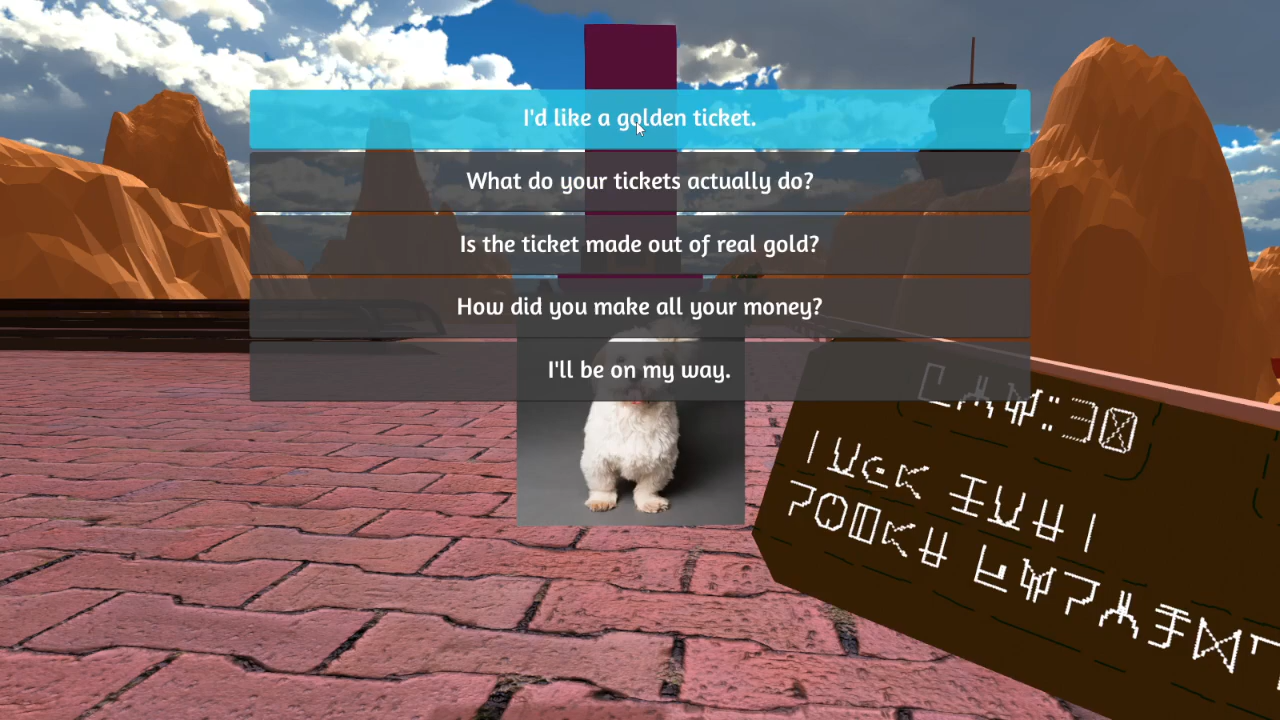 I'd like a golden ticket.
What do your tickets actually do?
Is the ticket made out of real gold?
How did you make all your money?
I'll be on my way.